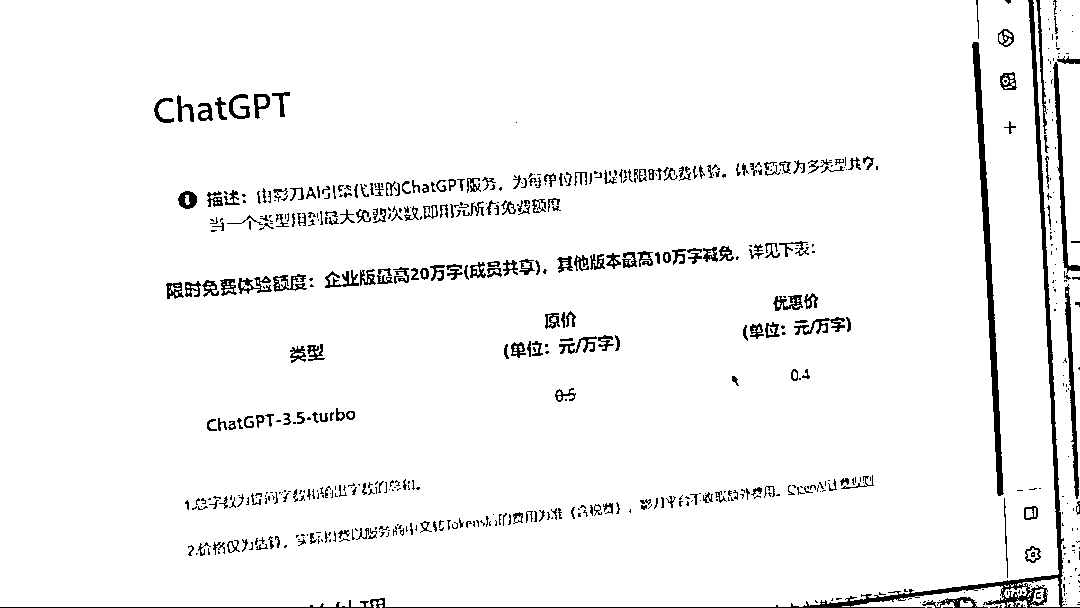 ChatGPT
描述：由影刀AI引擎代理的ChatGPT服务，为每单位用户提供限时免费体验。体验额度为多类型共享，
当一个类型用到最大免费次数,即用完所有免费额度
限时免费体验额度：企业版最高20万字(成员共享)，其他版本最高10万字减免，详见下表：
类型 原价 (单位：元/万字) 优惠价 (单位：元/万字)
ChatGPT-3.5-turbo 0.5 0.4
1.总字数为提问字数和输出字数的总和。
2.价格仅为估算，实际扣费以服务商中文转Tokens后的费用为准（含税费），影刀平台不收取额外费用。OpenAI计费规则